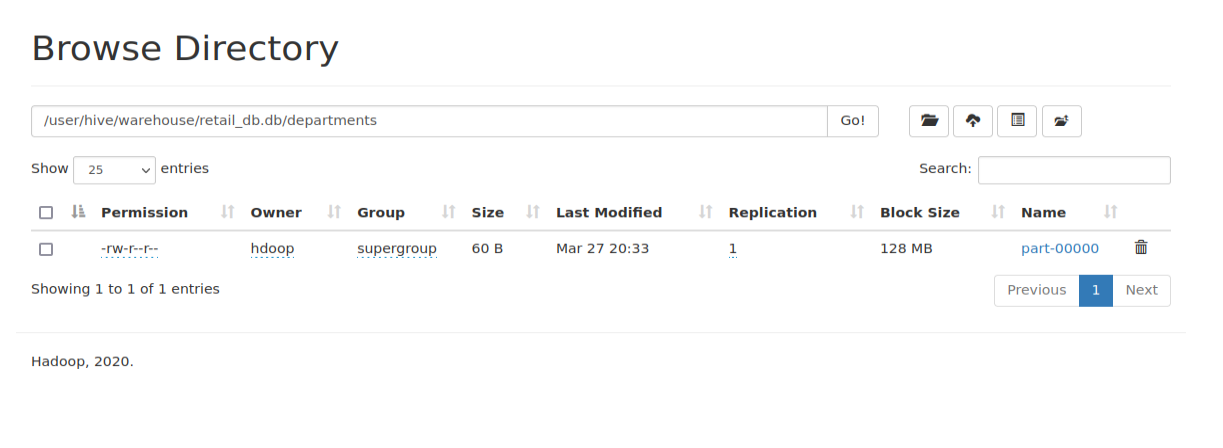 Browse Directory
/user/hive/warehouse/retail_db.db/departments Go!
Show 25 entries Search:
Permission Owner Group Size Last Modified Replication Block Size Name
-rw-r--r-- hdoop supergroup 60 B Mar 27 20:33 1 128 MB part-00000
Showing 1 to 1 of 1 entries Previous 1 Next
Hadoop, 2020.